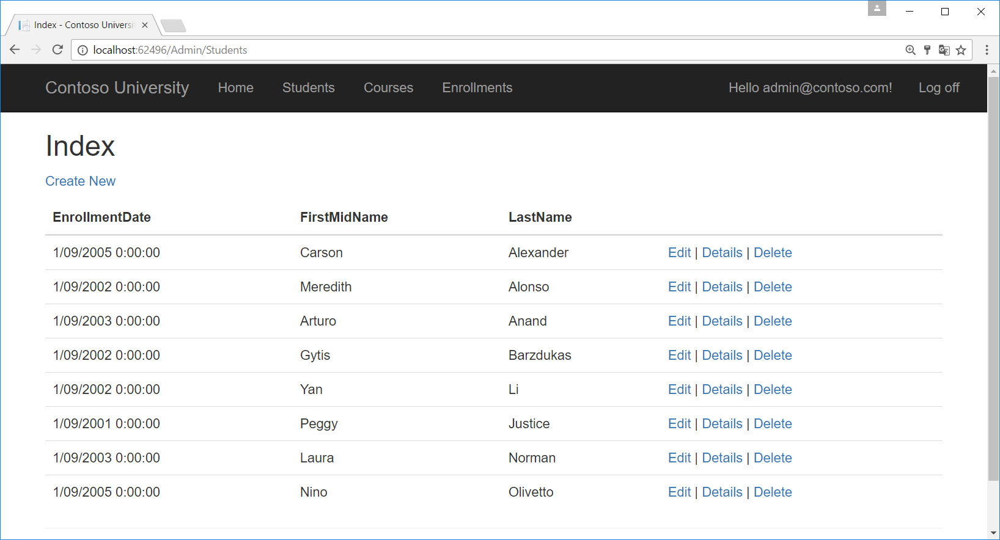 Index - Contoso Universi
localhost:62496/Admin/Students
Contoso University Home Students Courses Enrollments Hello admin@contoso.com! Log off
Index
Create New
EnrollmentDate FirstMidName LastName
1/09/2005 0:00:00 Carson Alexander Edit | Details | Delete
1/09/2002 0:00:00 Meredith Alonso Edit | Details | Delete
1/09/2003 0:00:00 Arturo Anand Edit | Details | Delete
1/09/2002 0:00:00 Gytis Barzdukas Edit | Details | Delete
1/09/2002 0:00:00 Yan Li Edit | Details | Delete
1/09/2001 0:00:00 Peggy Justice Edit | Details | Delete
1/09/2003 0:00:00 Laura Norman Edit | Details | Delete
1/09/2005 0:00:00 Nino Olivetto Edit | Details | Delete